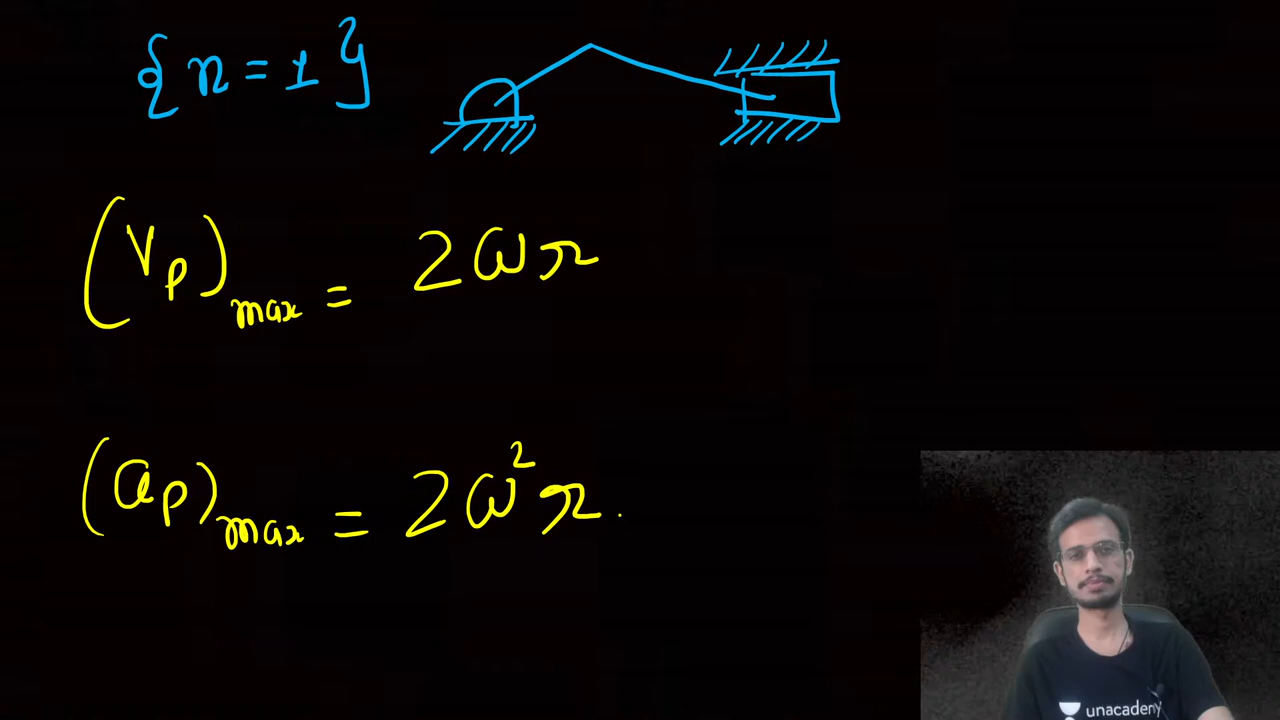 {n = 1}
(Vp)max = 2ωr
(ap)max = 2ω²r.
unacademy